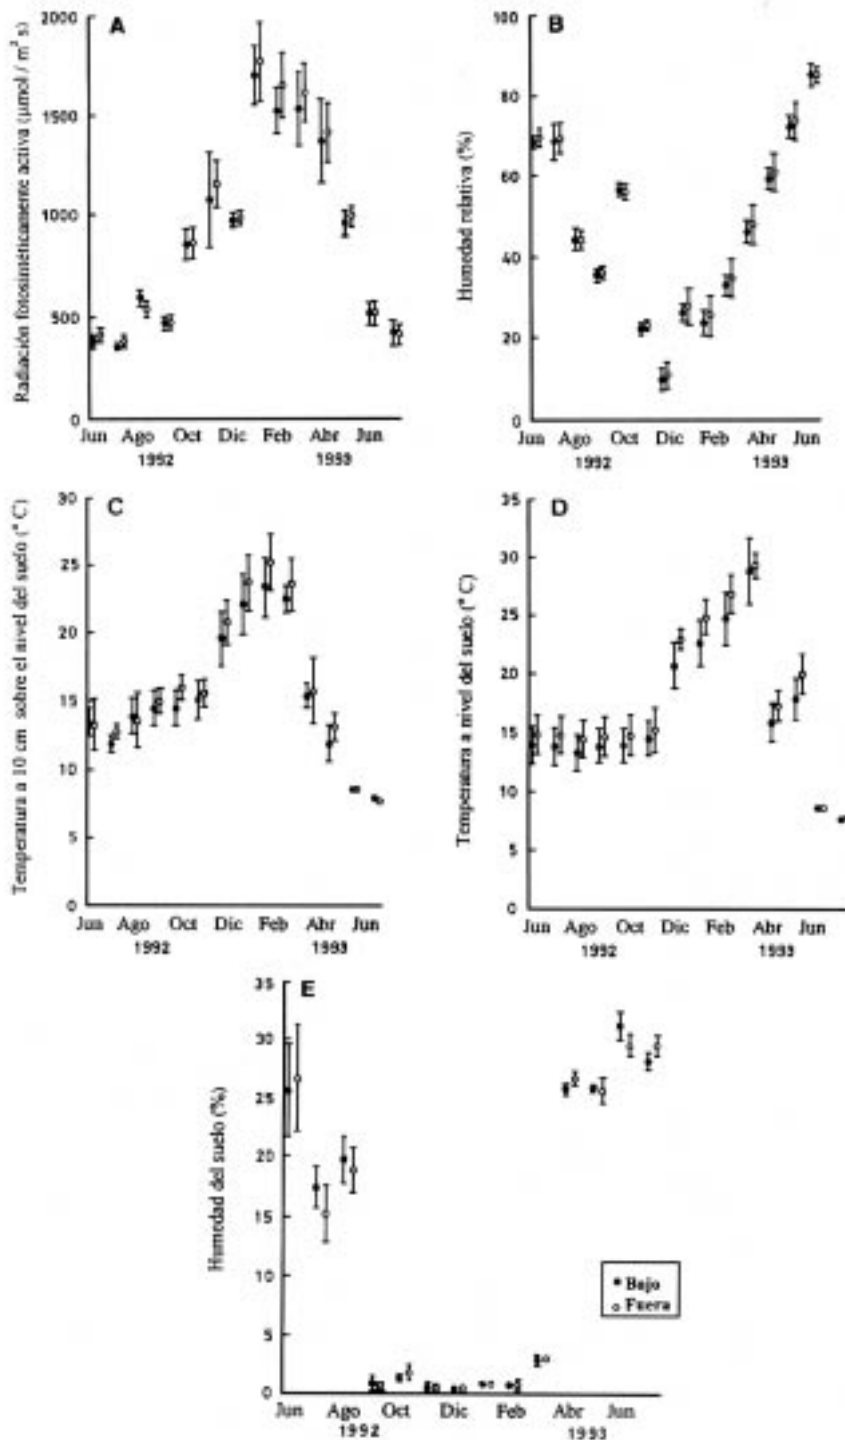 A
Radiación fotosintéticamente activa (µmol / m² s)
2000
1500
1000
500
0
Jun Ago Oct Dic Feb Abr Jun
1992 1993
B
Humedad relativa (%)
100
80
60
40
20
0
Jun Ago Oct Dic Feb Abr Jun
1992 1993
C
Temperatura a 10 cm sobre el nivel del suelo (° C)
30
25
20
15
10
5
0
Jun Ago Oct Dic Feb Abr Jun
1992 1993
D
Temperatura a nivel del suelo (° C)
35
30
25
20
15
10
5
0
Jun Ago Oct Dic Feb Abr Jun
1992 1993
E
Humedad del suelo (%)
35
30
25
20
15
10
5
0
Jun Ago Oct Dic Feb Abr Jun
1992 1993
Bajo
Fuera